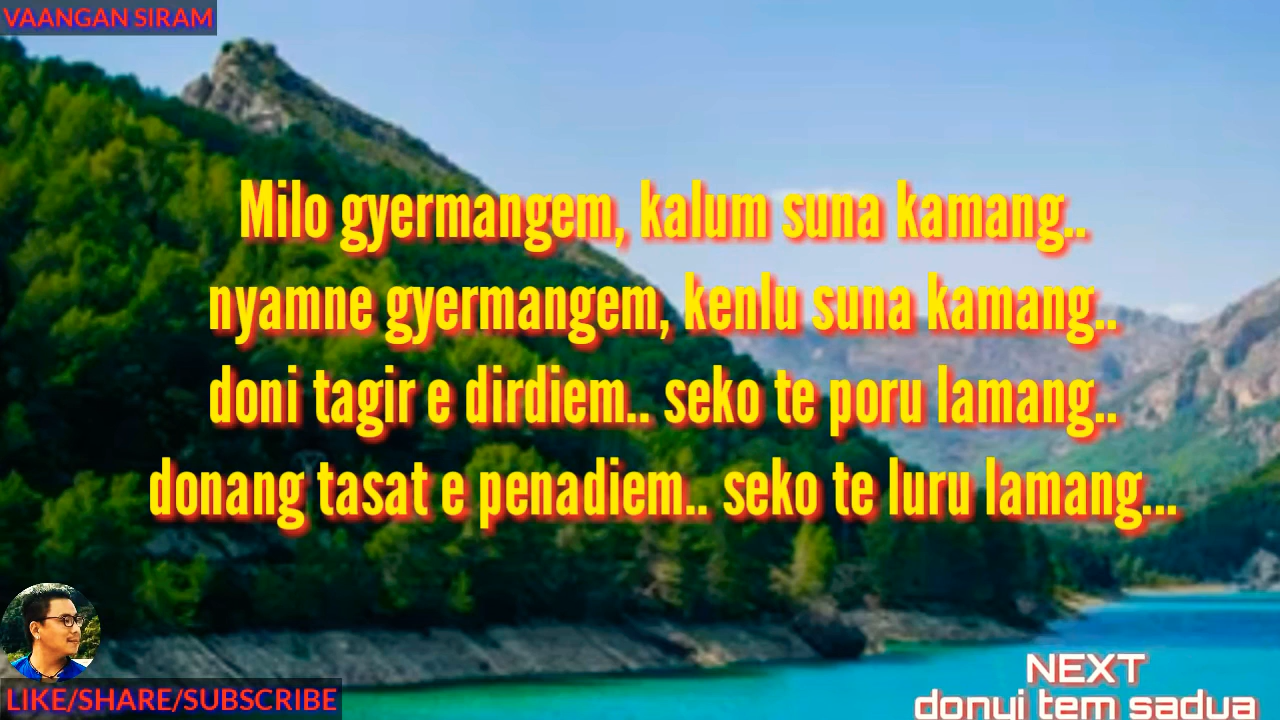 VAANGAN SIRAM
Milo gyermangem, kalum suna kamang..
nyamne gyermangem, kenlu suna kamang..
doni tagir e dirdiem.. seko te poru lamang..
donang tasat e penadiem.. seko te luru lamang...
NEXT
donyi tem sadua
LIKE/SHARE/SUBSCRIBE